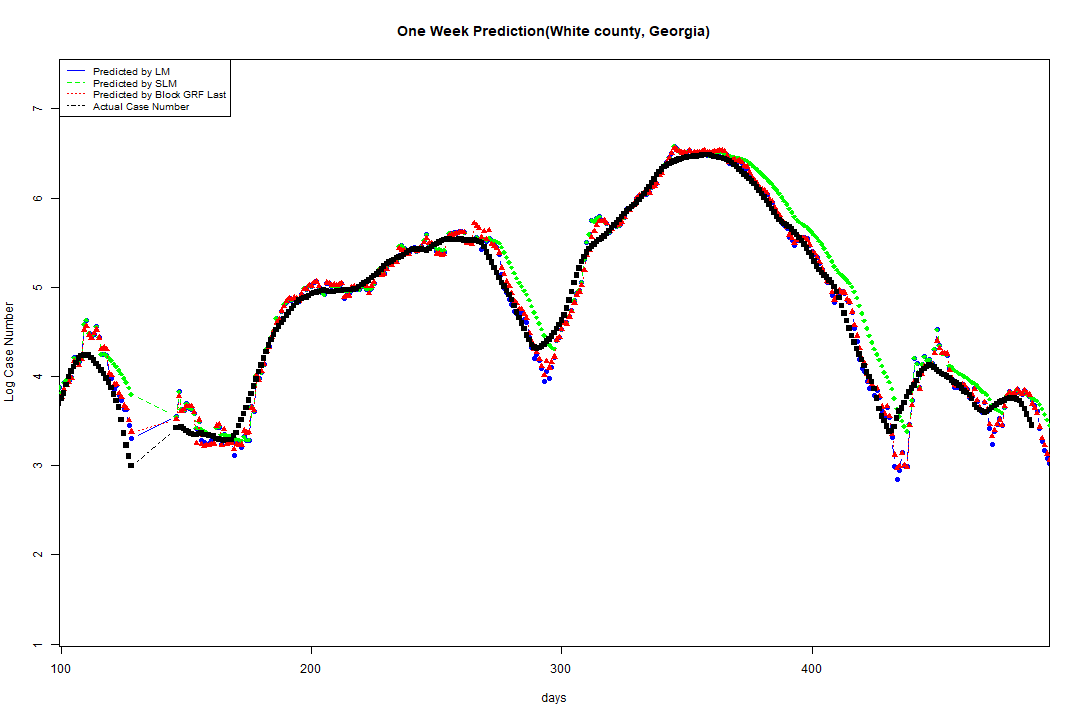 One Week Prediction(White county, Georgia)
Predicted by LM
Predicted by SLM
Predicted by Block GRF Last
Actual Case Number
7
6
5
4
3
2
1
Log Case Number
100 200 300 400
days